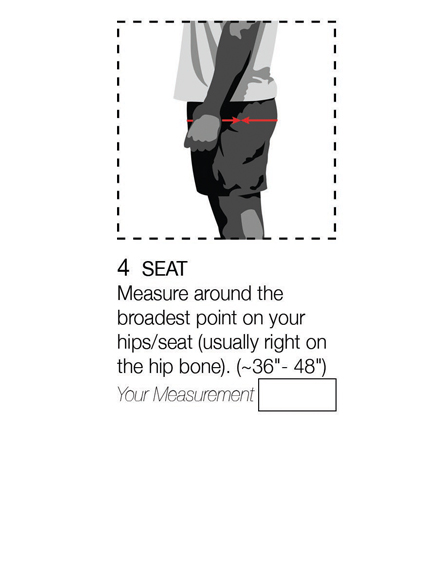 4 SEAT
Measure around the
broadest point on your
hips/seat (usually right on
the hip bone). (~36"- 48")
Your Measurement